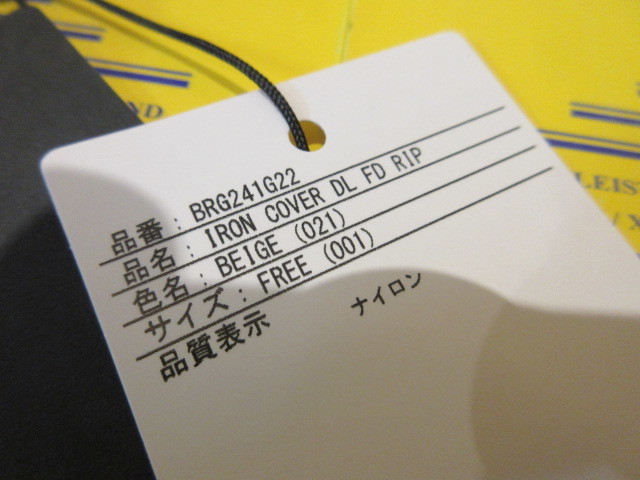 品番：BRG241G22
品名：IRON COVER DL FD RIP
色名：BEIGE (021)
サイズ：FREE (001)
品質表示 ナイロン
LEIST